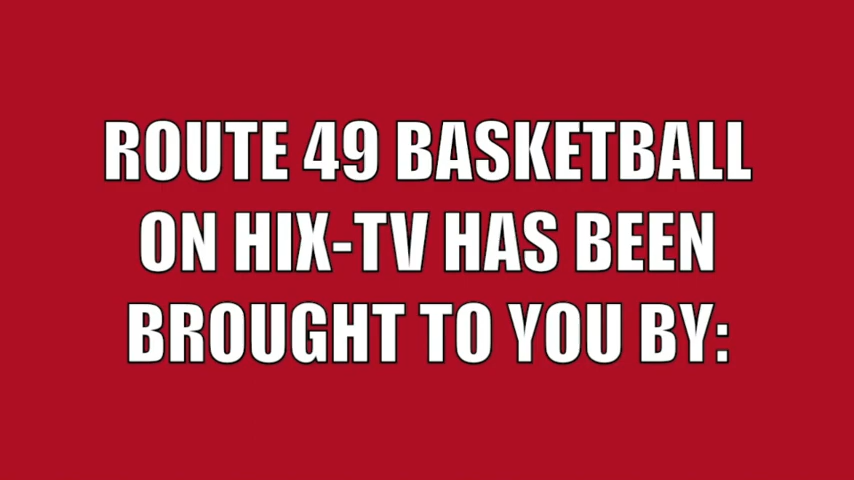 ROUTE 49 BASKETBALL
ON HIX-TV HAS BEEN
BROUGHT TO YOU BY: